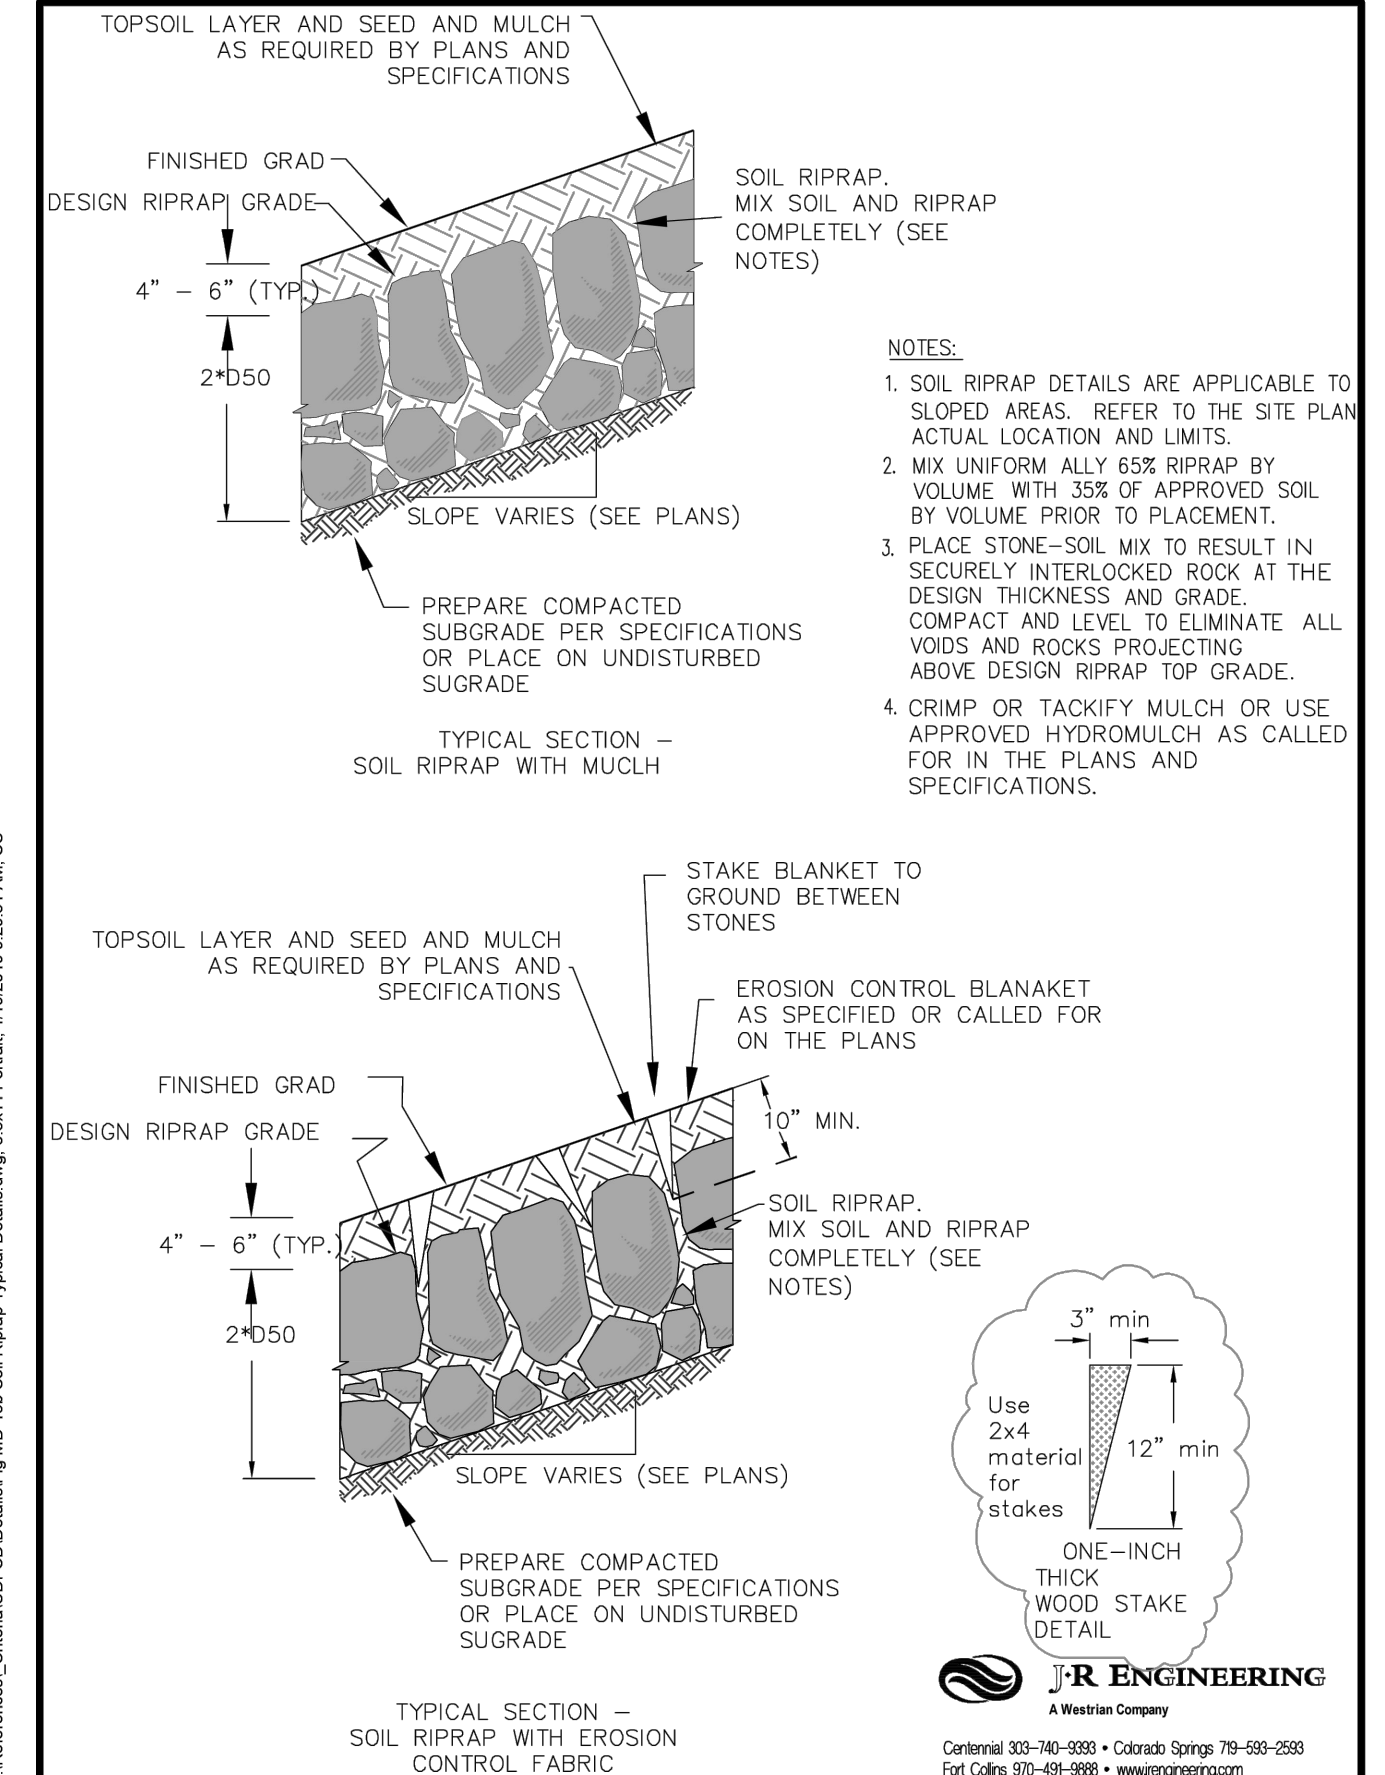 TOPSOIL LAYER AND SEED AND MULCH
AS REQUIRED BY PLANS AND
SPECIFICATIONS
FINISHED GRAD
DESIGN RIPRAP GRADE
4" – 6" (TYP.)
2*D50
SOIL RIPRAP.
MIX SOIL AND RIPRAP
COMPLETELY (SEE
NOTES)
SLOPE VARIES (SEE PLANS)
PREPARE COMPACTED
SUBGRADE PER SPECIFICATIONS
OR PLACE ON UNDISTURBED
SUGRADE
TYPICAL SECTION –
SOIL RIPRAP WITH MUCLH
NOTES:
1. SOIL RIPRAP DETAILS ARE APPLICABLE TO
SLOPED AREAS. REFER TO THE SITE PLAN
ACTUAL LOCATION AND LIMITS.
2. MIX UNIFORM ALLY 65% RIPRAP BY
VOLUME WITH 35% OF APPROVED SOIL
BY VOLUME PRIOR TO PLACEMENT.
3. PLACE STONE–SOIL MIX TO RESULT IN
SECURELY INTERLOCKED ROCK AT THE
DESIGN THICKNESS AND GRADE.
COMPACT AND LEVEL TO ELIMINATE ALL
VOIDS AND ROCKS PROJECTING
ABOVE DESIGN RIPRAP TOP GRADE.
4. CRIMP OR TACKIFY MULCH OR USE
APPROVED HYDROMULCH AS CALLED
FOR IN THE PLANS AND
SPECIFICATIONS.
STAKE BLANKET TO
GROUND BETWEEN
STONES
TOPSOIL LAYER AND SEED AND MULCH
AS REQUIRED BY PLANS AND
SPECIFICATIONS
EROSION CONTROL BLANAKET
AS SPECIFIED OR CALLED FOR
ON THE PLANS
FINISHED GRAD
DESIGN RIPRAP GRADE
10" MIN.
4" – 6" (TYP.)
2*D50
SOIL RIPRAP.
MIX SOIL AND RIPRAP
COMPLETELY (SEE
NOTES)
SLOPE VARIES (SEE PLANS)
PREPARE COMPACTED
SUBGRADE PER SPECIFICATIONS
OR PLACE ON UNDISTURBED
SUGRADE
TYPICAL SECTION –
SOIL RIPRAP WITH EROSION
CONTROL FABRIC
3" min
Use
2x4
material
for
stakes
12" min
ONE–INCH
THICK
WOOD STAKE
DETAIL
J·R ENGINEERING
A Westrian Company
Centennial 303–740–9393 • Colorado Springs 719–593–2593
Fort Collins 970–491–9888 • www.jrengineering.com